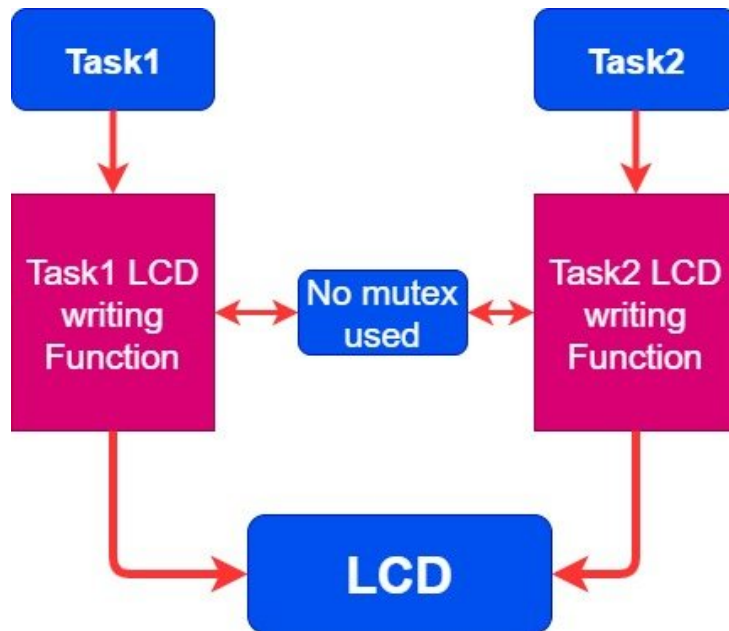 Task1
Task2
Task1 LCD
writing
Function
No mutex
used
Task2 LCD
writing
Function
LCD